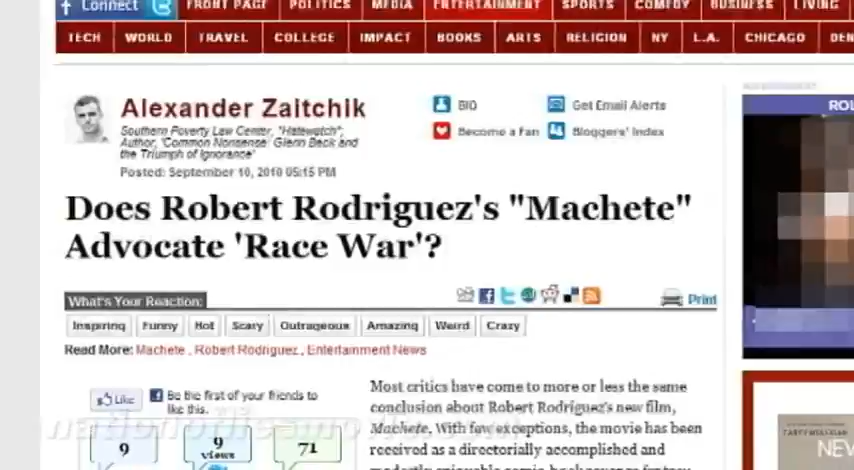 Connect
FRONT PAGE POLITICS MEDIA ENTERTAINMENT SPORTS COMEDY BUSINESS LIVING
TECH WORLD TRAVEL COLLEGE IMPACT BOOKS ARTS RELIGION NY L.A. CHICAGO DEN
Alexander Zaitchik
Southern Poverty Law Center, "Hatewatch";
Author, 'Common Nonsense: Glenn Beck and
the Triumph of Ignorance'
Posted: September 10, 2010 05:15 PM
BIO Get Email Alerts
Become a Fan Bloggers' Index
ADVERTISEMENT
ROL
Does Robert Rodriguez's "Machete"
Advocate 'Race War'?
What's Your Reaction:
Print
Inspiring Funny Hot Scary Outrageous Amazing Weird Crazy
Read More: Machete , Robert Rodriguez , Entertainment News
Like Be the first of your friends to
like this.
9 9 71
views
Most critics have come to more or less the same
conclusion about Robert Rodriguez's new film,
Machete. With few exceptions, the movie has been
received as a directorially accomplished and
NEV